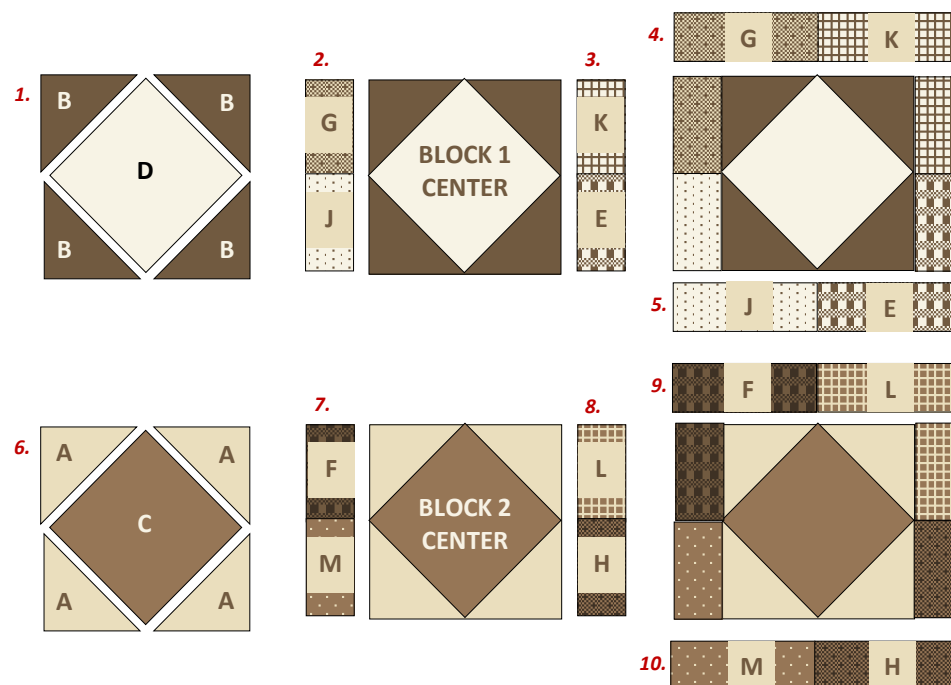 1.
B
B
D
B
B
2.
G
J
BLOCK 1
CENTER
3.
K
E
4.
G
K
5.
J
E
6.
A
A
C
A
A
7.
F
M
BLOCK 2
CENTER
8.
L
H
9.
F
L
10.
M
H